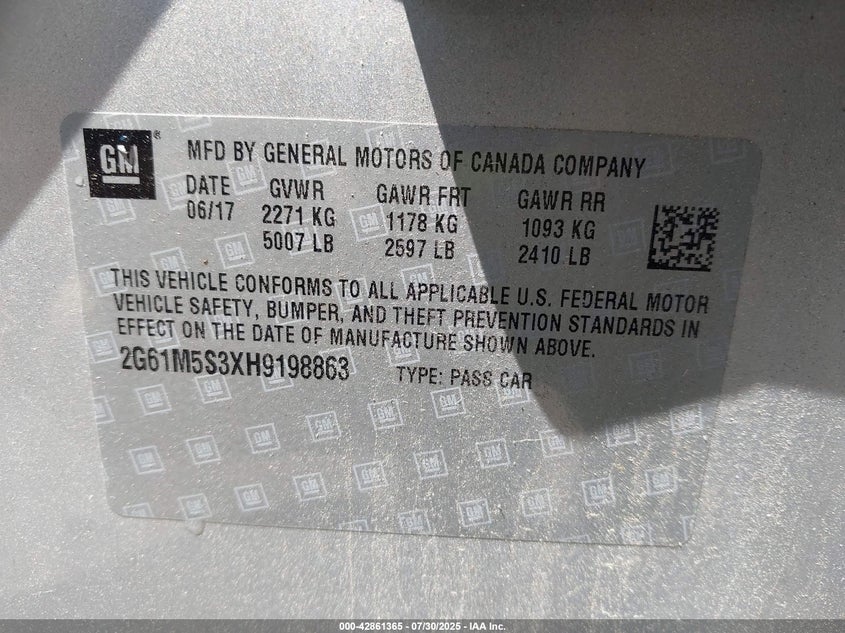 GM ® MFD BY GENERAL MOTORS OF CANADA COMPANY
DATE GVWR GAWR FRT GAWR RR
06/17 2271 KG 1178 KG 1093 KG
5007 LB 2597 LB 2410 LB
THIS VEHICLE CONFORMS TO ALL APPLICABLE U.S. FEDERAL MOTOR
VEHICLE SAFETY, BUMPER, AND THEFT PREVENTION STANDARDS IN
EFFECT ON THE DATE OF MANUFACTURE SHOWN ABOVE.
2G61M5S3XH9198863 TYPE: PASS CAR
000-42861365 - 07/30/2025 - IAA Inc.